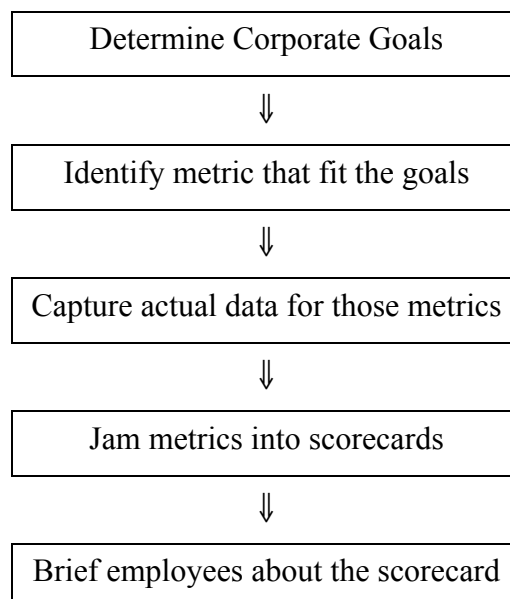 Determine Corporate Goals
⇓
Identify metric that fit the goals
⇓
Capture actual data for those metrics
⇓
Jam metrics into scorecards
⇓
Brief employees about the scorecard